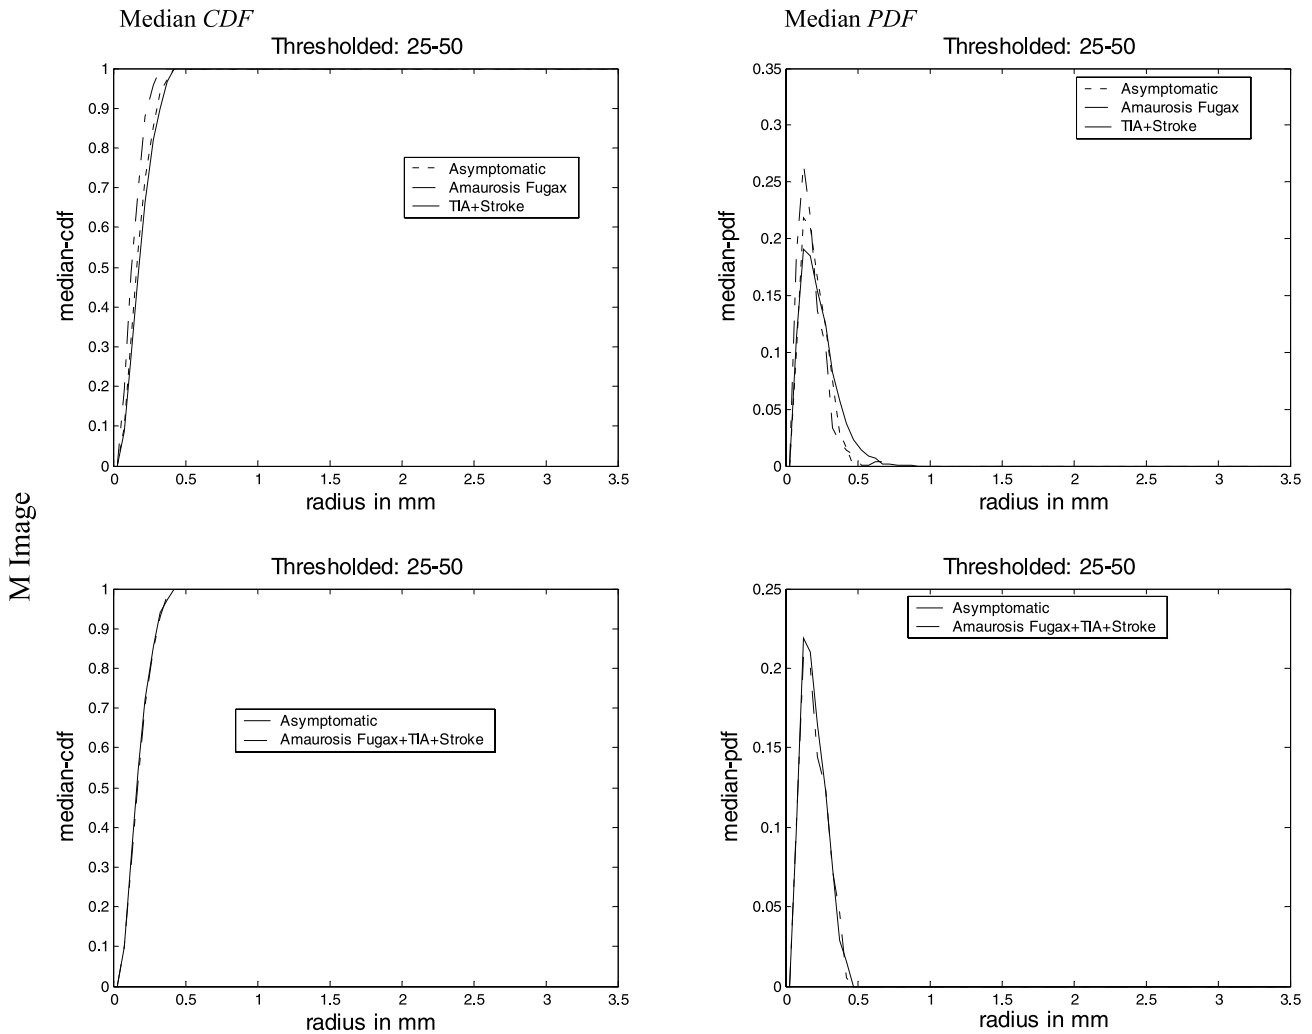 Median CDF
Median PDF
Thresholded: 25-50
1
0.9
0.8
0.7
0.6
0.5
0.4
0.3
0.2
0.1
0
median-cdf
Asymptomatic
Amaurosis Fugax
TIA+Stroke
0 0.5 1 1.5 2 2.5 3 3.5
radius in mm
Thresholded: 25-50
0.35
0.3
0.25
0.2
0.15
0.1
0.05
0
median-pdf
Asymptomatic
Amaurosis Fugax
TIA+Stroke
0 0.5 1 1.5 2 2.5 3 3.5
radius in mm
M Image
Thresholded: 25-50
1
0.9
0.8
0.7
0.6
0.5
0.4
0.3
0.2
0.1
0
median-cdf
Asymptomatic
Amaurosis Fugax+TIA+Stroke
0 0.5 1 1.5 2 2.5 3 3.5
radius in mm
Thresholded: 25-50
0.25
0.2
0.15
0.1
0.05
0
median-pdf
Asymptomatic
Amaurosis Fugax+TIA+Stroke
0 0.5 1 1.5 2 2.5 3 3.5
radius in mm